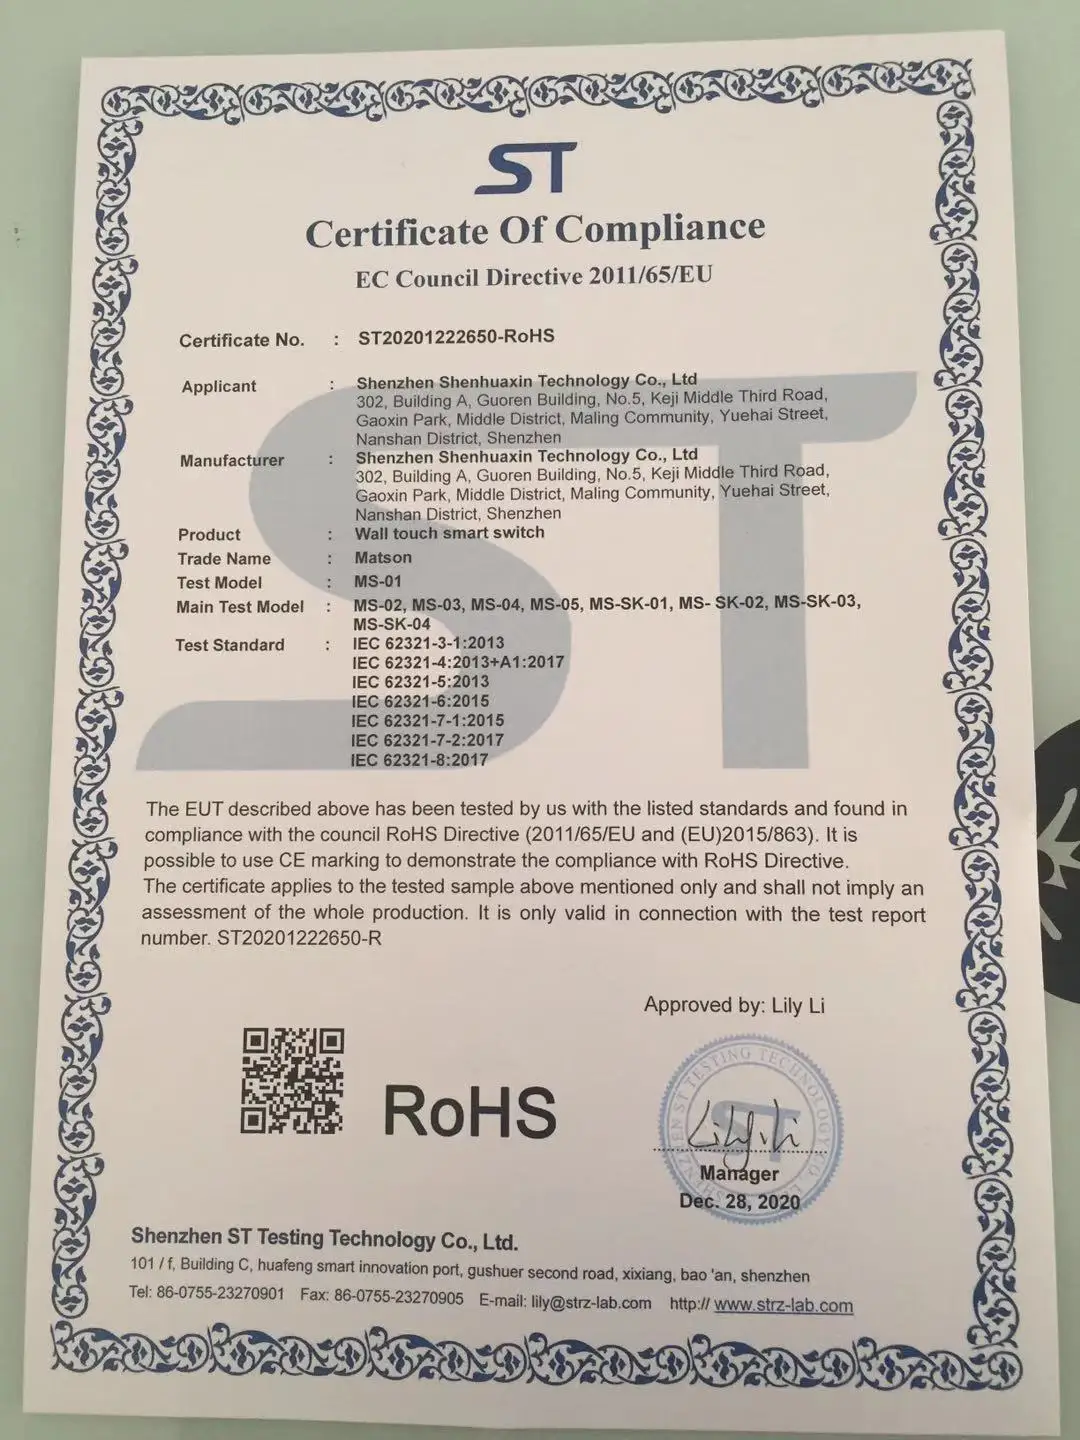 ST
Certificate Of Compliance
EC Council Directive 2011/65/EU
Certificate No. : ST20201222650-RoHS
Applicant : Shenzhen Shenhuaxin Technology Co., Ltd
302, Building A, Guoren Building, No.5, Keji Middle Third Road,
Gaoxin Park, Middle District, Maling Community, Yuehai Street,
Nanshan District, Shenzhen
Manufacturer : Shenzhen Shenhuaxin Technology Co., Ltd
302, Building A, Guoren Building, No.5, Keji Middle Third Road,
Gaoxin Park, Middle District, Maling Community, Yuehai Street,
Nanshan District, Shenzhen
Product : Wall touch smart switch
Trade Name : Matson
Test Model : MS-01
Main Test Model : MS-02, MS-03, MS-04, MS-05, MS-SK-01, MS- SK-02, MS-SK-03,
MS-SK-04
Test Standard : IEC 62321-3-1:2013
IEC 62321-4:2013+A1:2017
IEC 62321-5:2013
IEC 62321-6:2015
IEC 62321-7-1:2015
IEC 62321-7-2:2017
IEC 62321-8:2017
ST
The EUT described above has been tested by us with the listed standards and found in
compliance with the council RoHS Directive (2011/65/EU and (EU)2015/863). It is
possible to use CE marking to demonstrate the compliance with RoHS Directive.
The certificate applies to the tested sample above mentioned only and shall not imply an
assessment of the whole production. It is only valid in connection with the test report
number. ST20201222650-R
Approved by: Lily Li
RoHS
SHENZHEN ST TESTING TECHNOLOGY CO., LTD.
ST
Lily Li
Manager
Dec. 28, 2020
Shenzhen ST Testing Technology Co., Ltd.
101 / f, Building C, huafeng smart innovation port, gushuer second road, xixiang, bao 'an, shenzhen
Tel: 86-0755-23270901 Fax: 86-0755-23270905 E-mail: lily@strz-lab.com http:// www.strz-lab.com